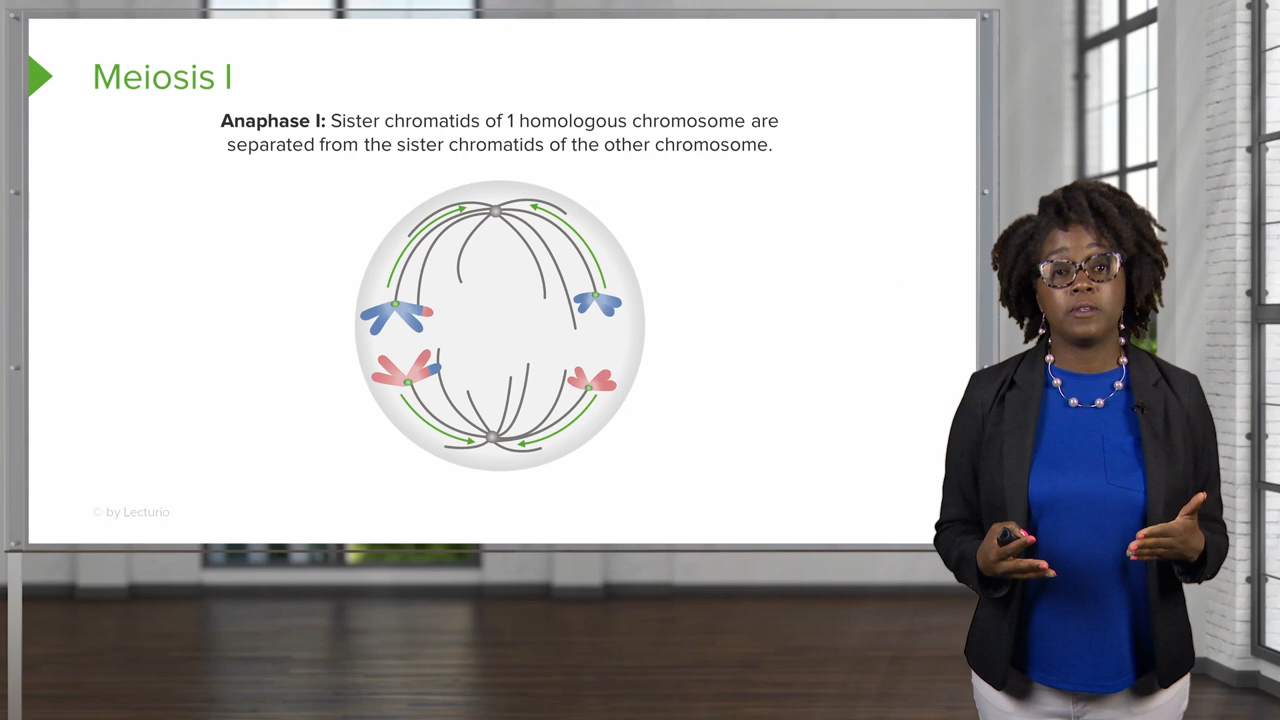 Meiosis I
Anaphase I: Sister chromatids of 1 homologous chromosome are
separated from the sister chromatids of the other chromosome.
© by Lecturio